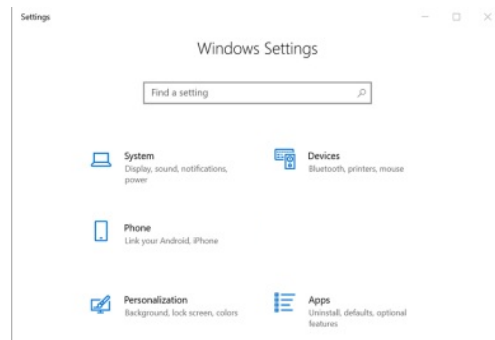 Settings
Windows Settings
Find a setting
System
Display, sound, notifications,
power
Devices
Bluetooth, printers, mouse
Phone
Link your Android, iPhone
Personalization
Background, lock screen, colors
Apps
Uninstall, defaults, optional
features